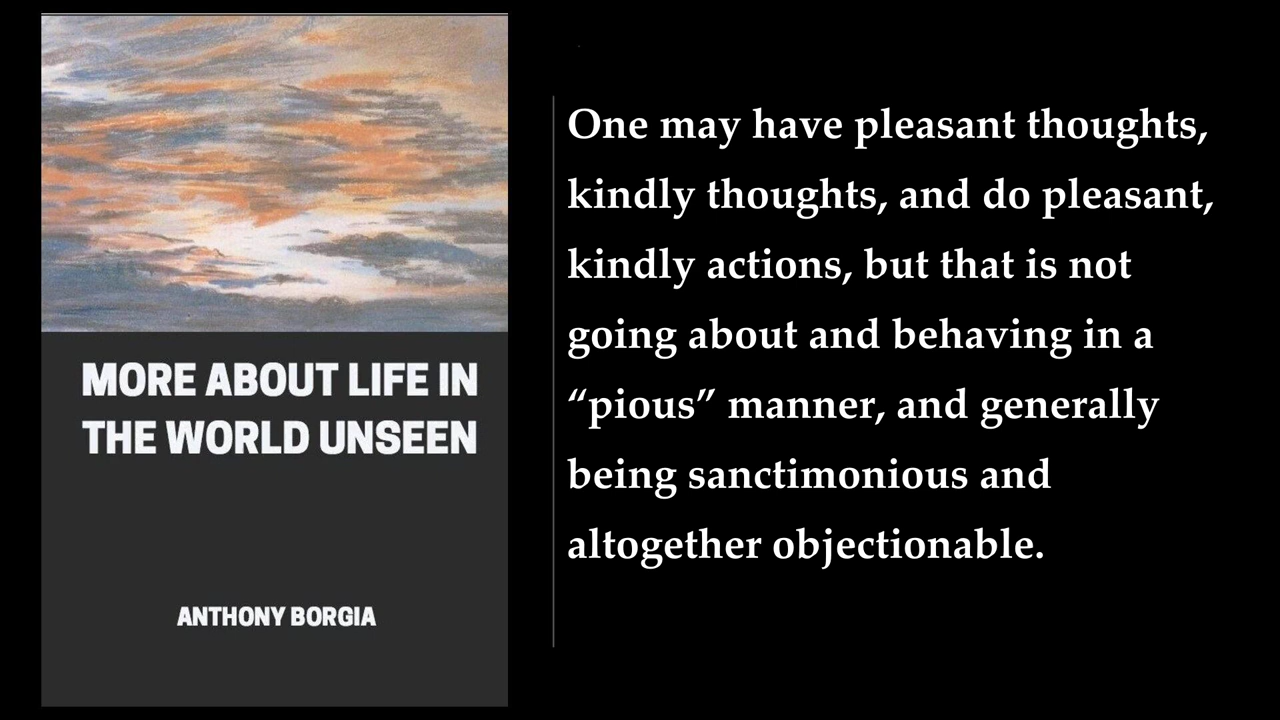 MORE ABOUT LIFE IN
THE WORLD UNSEEN
ANTHONY BORGIA
One may have pleasant thoughts,
kindly thoughts, and do pleasant,
kindly actions, but that is not
going about and behaving in a
“pious” manner, and generally
being sanctimonious and
altogether objectionable.